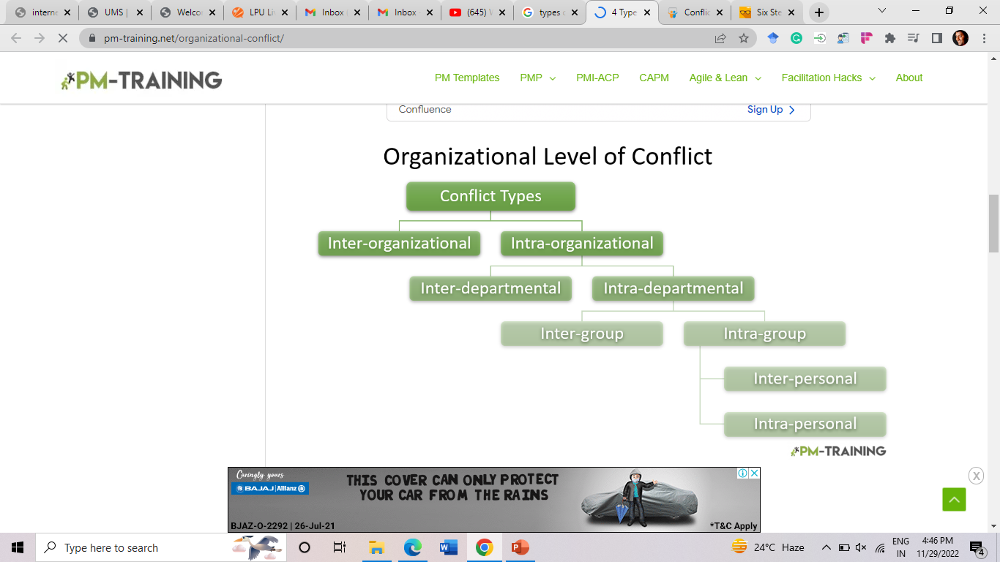 interne
UMS |
Welcor
LPU Liv
Inbox
Inbox
(645)
types
4 Type
Conflic
Six Ste
pm-training.net/organizational-conflict/
PM-TRAINING
PM Templates
PMP
PMI-ACP
CAPM
Agile & Lean
Facilitation Hacks
About
Confluence
Sign Up
Organizational Level of Conflict
Conflict Types
Inter-organizational
Intra-organizational
Inter-departmental
Intra-departmental
Inter-group
Intra-group
Inter-personal
Intra-personal
PM-TRAINING
Caringly yours
BAJAJ Allianz
THIS COVER CAN ONLY PROTECT
YOUR CAR FROM THE RAINS
BJAZ-O-2292 | 26-Jul-21
*T&C Apply
X
Type here to search
24°C Haze
ENG
IN
4:46 PM
11/29/2022
4